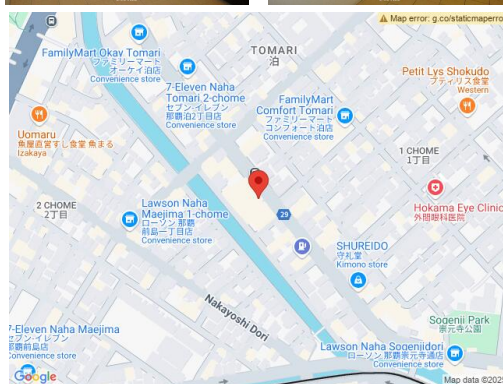 Map error: g.co/staticmaperro
FamilyMart Okay Tomari
ファミリーマート
オーケイ泊店
Convenience store
TOMARI
泊
7-Eleven Naha
Tomari 2-chome
セブン-イレブン
那覇泊2丁目店
Convenience store
Petit Lys Shokudo
プティリス食堂
Western
FamilyMart
Comfort Tomari
ファミリーマート
コンフォート泊店
Convenience store
Uomaru
魚屋直営すし食堂 魚まる
Izakaya
1 CHOME
1丁目
2 CHOME
2丁目
Lawson Naha
Maejima 1-chome
ローソン 那覇
前島一丁目店
Convenience store
29
Hokama Eye Clinic
外間眼科医院
SHUREIDO
守礼堂
Kimono store
Nakayoshi Dori
Sogenji Park
崇元寺公園
7-Eleven Naha Maejima
セブン-イレブン
那覇前島店
Convenience store
Lawson Naha Sogenjidori
ローソン 那覇崇元寺通店
Convenience store
Google
Map data ©202